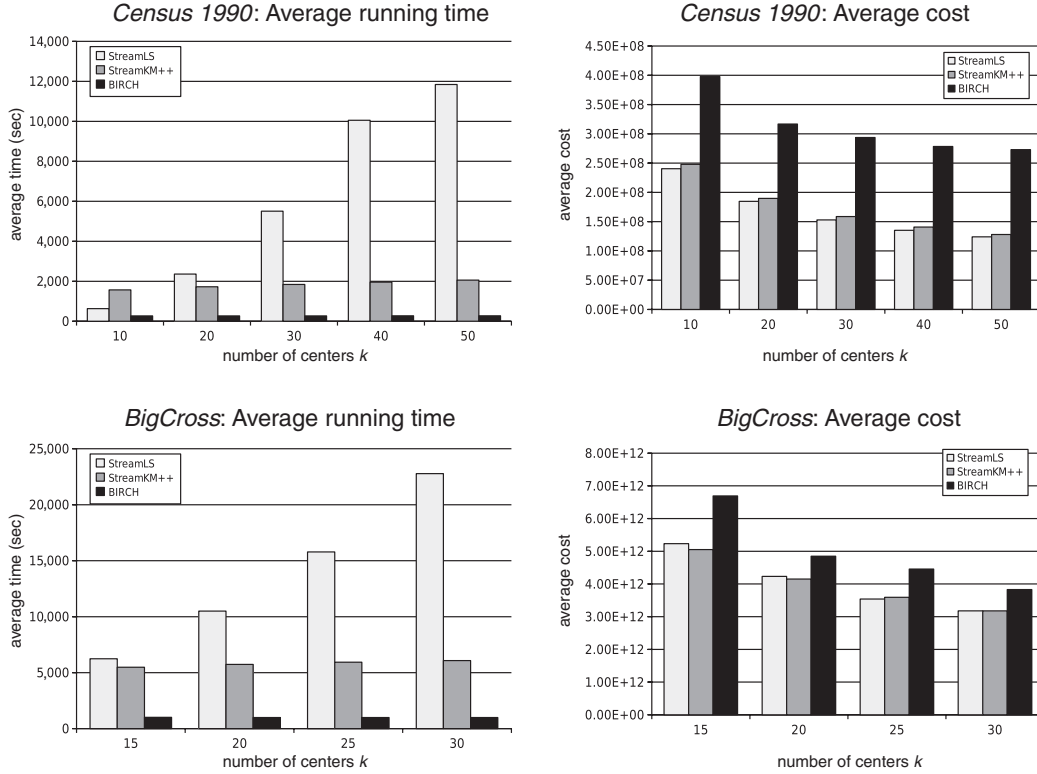 Census 1990: Average running time
14,000
12,000
10,000
8,000
6,000
4,000
2,000
0
average time (sec)
StreamLS
StreamKM++
BIRCH
10 20 30 40 50
number of centers k
Census 1990: Average cost
4.50E+08
4.00E+08
3.50E+08
3.00E+08
2.50E+08
2.00E+08
1.50E+08
1.00E+08
5.00E+07
0.00E+00
average cost
StreamLS
StreamKM++
BIRCH
10 20 30 40 50
number of centers k
BigCross: Average running time
25,000
20,000
15,000
10,000
5,000
0
average time (sec)
StreamLS
StreamKM++
BIRCH
15 20 25 30
number of centers k
BigCross: Average cost
8.00E+12
7.00E+12
6.00E+12
5.00E+12
4.00E+12
3.00E+12
2.00E+12
1.00E+12
0.00E+00
average cost
StreamLS
StreamKM++
BIRCH
15 20 25 30
number of centers k